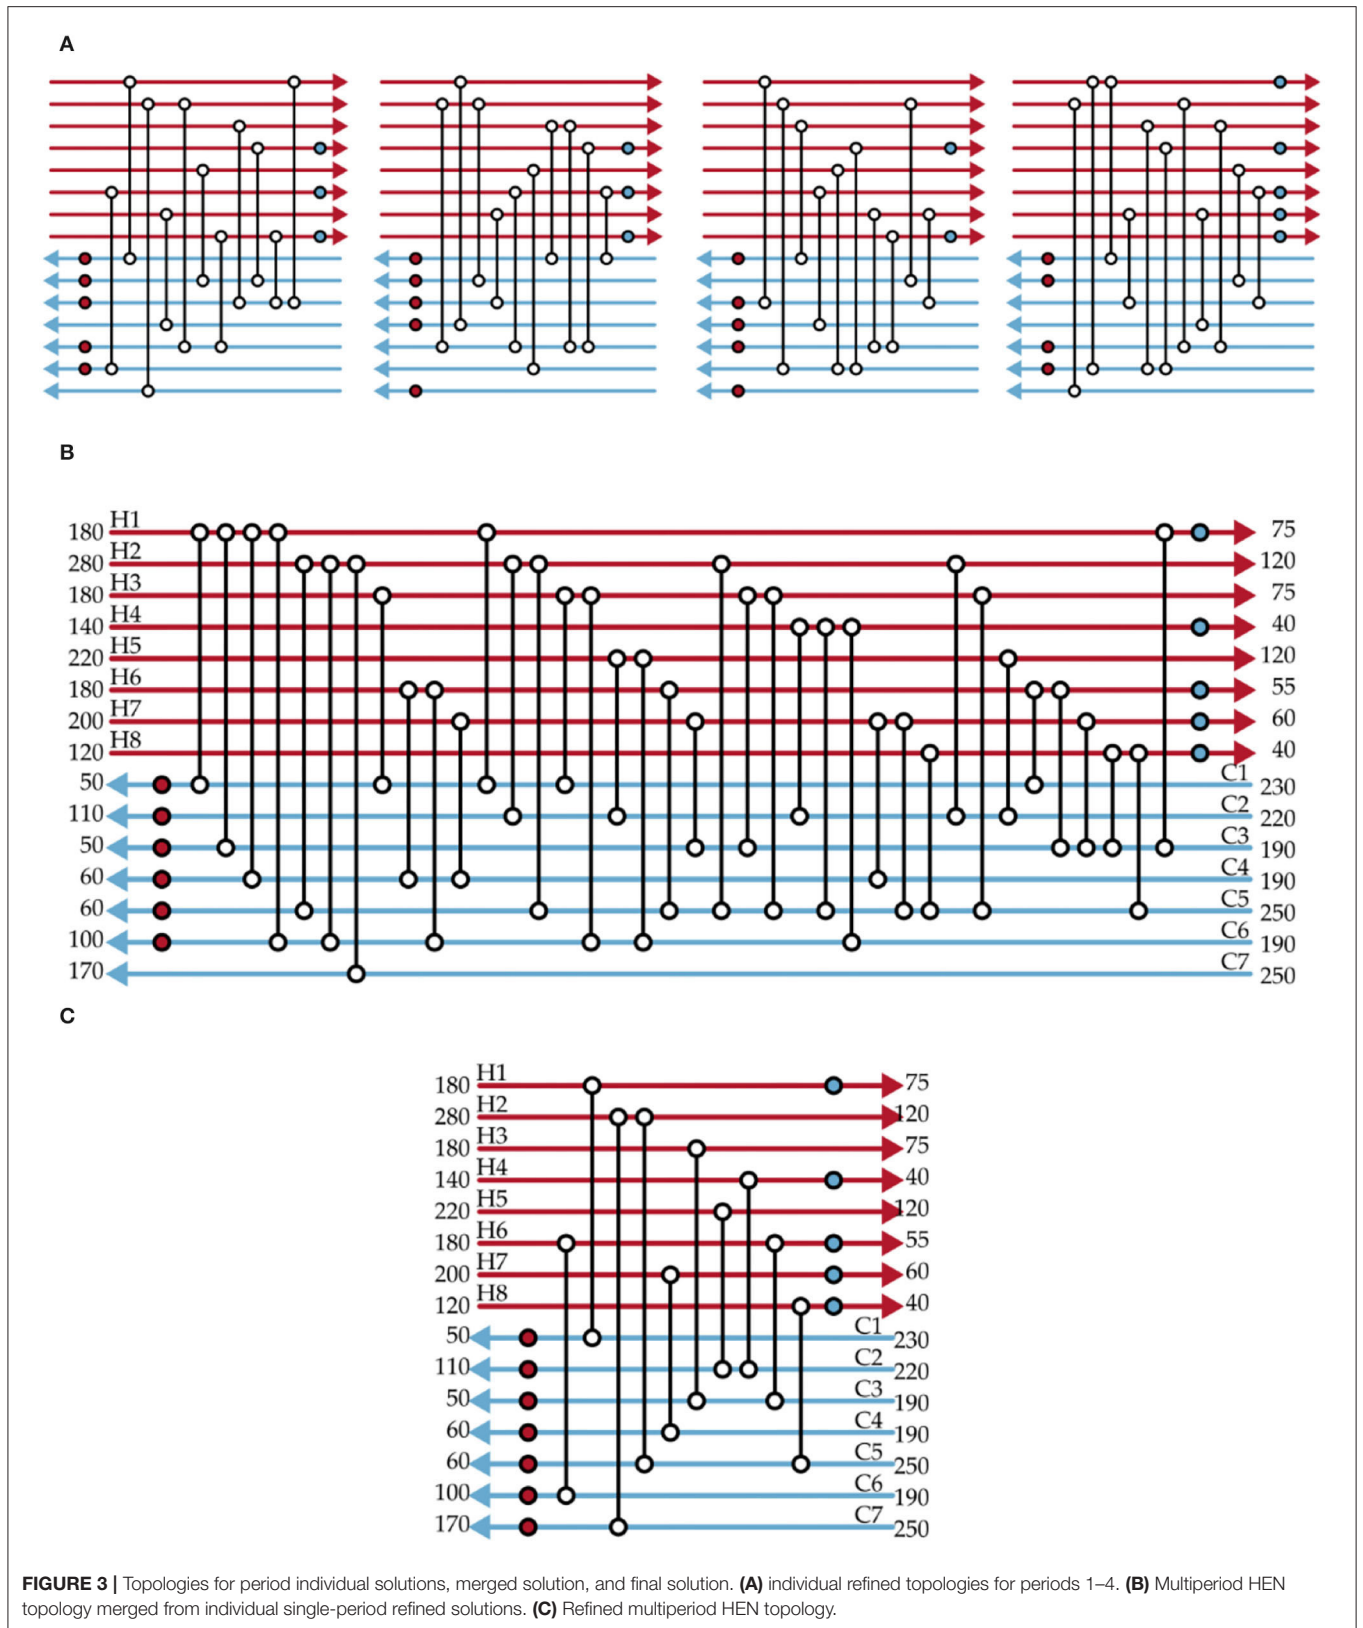 A
B
180 H1 75
280 H2 120
180 H3 75
140 H4 40
220 H5 120
180 H6 55
200 H7 60
120 H8 40
50 C1 230
110 C2 220
50 C3 190
60 C4 190
60 C5 250
100 C6 190
170 C7 250
C
180 H1 75
280 H2 120
180 H3 75
140 H4 40
220 H5 120
180 H6 55
200 H7 60
120 H8 40
50 C1 230
110 C2 220
50 C3 190
60 C4 190
60 C5 250
100 C6 190
170 C7 250
FIGURE 3 | Topologies for period individual solutions, merged solution, and final solution. (A) individual refined topologies for periods 1–4. (B) Multiperiod HEN
topology merged from individual single-period refined solutions. (C) Refined multiperiod HEN topology.